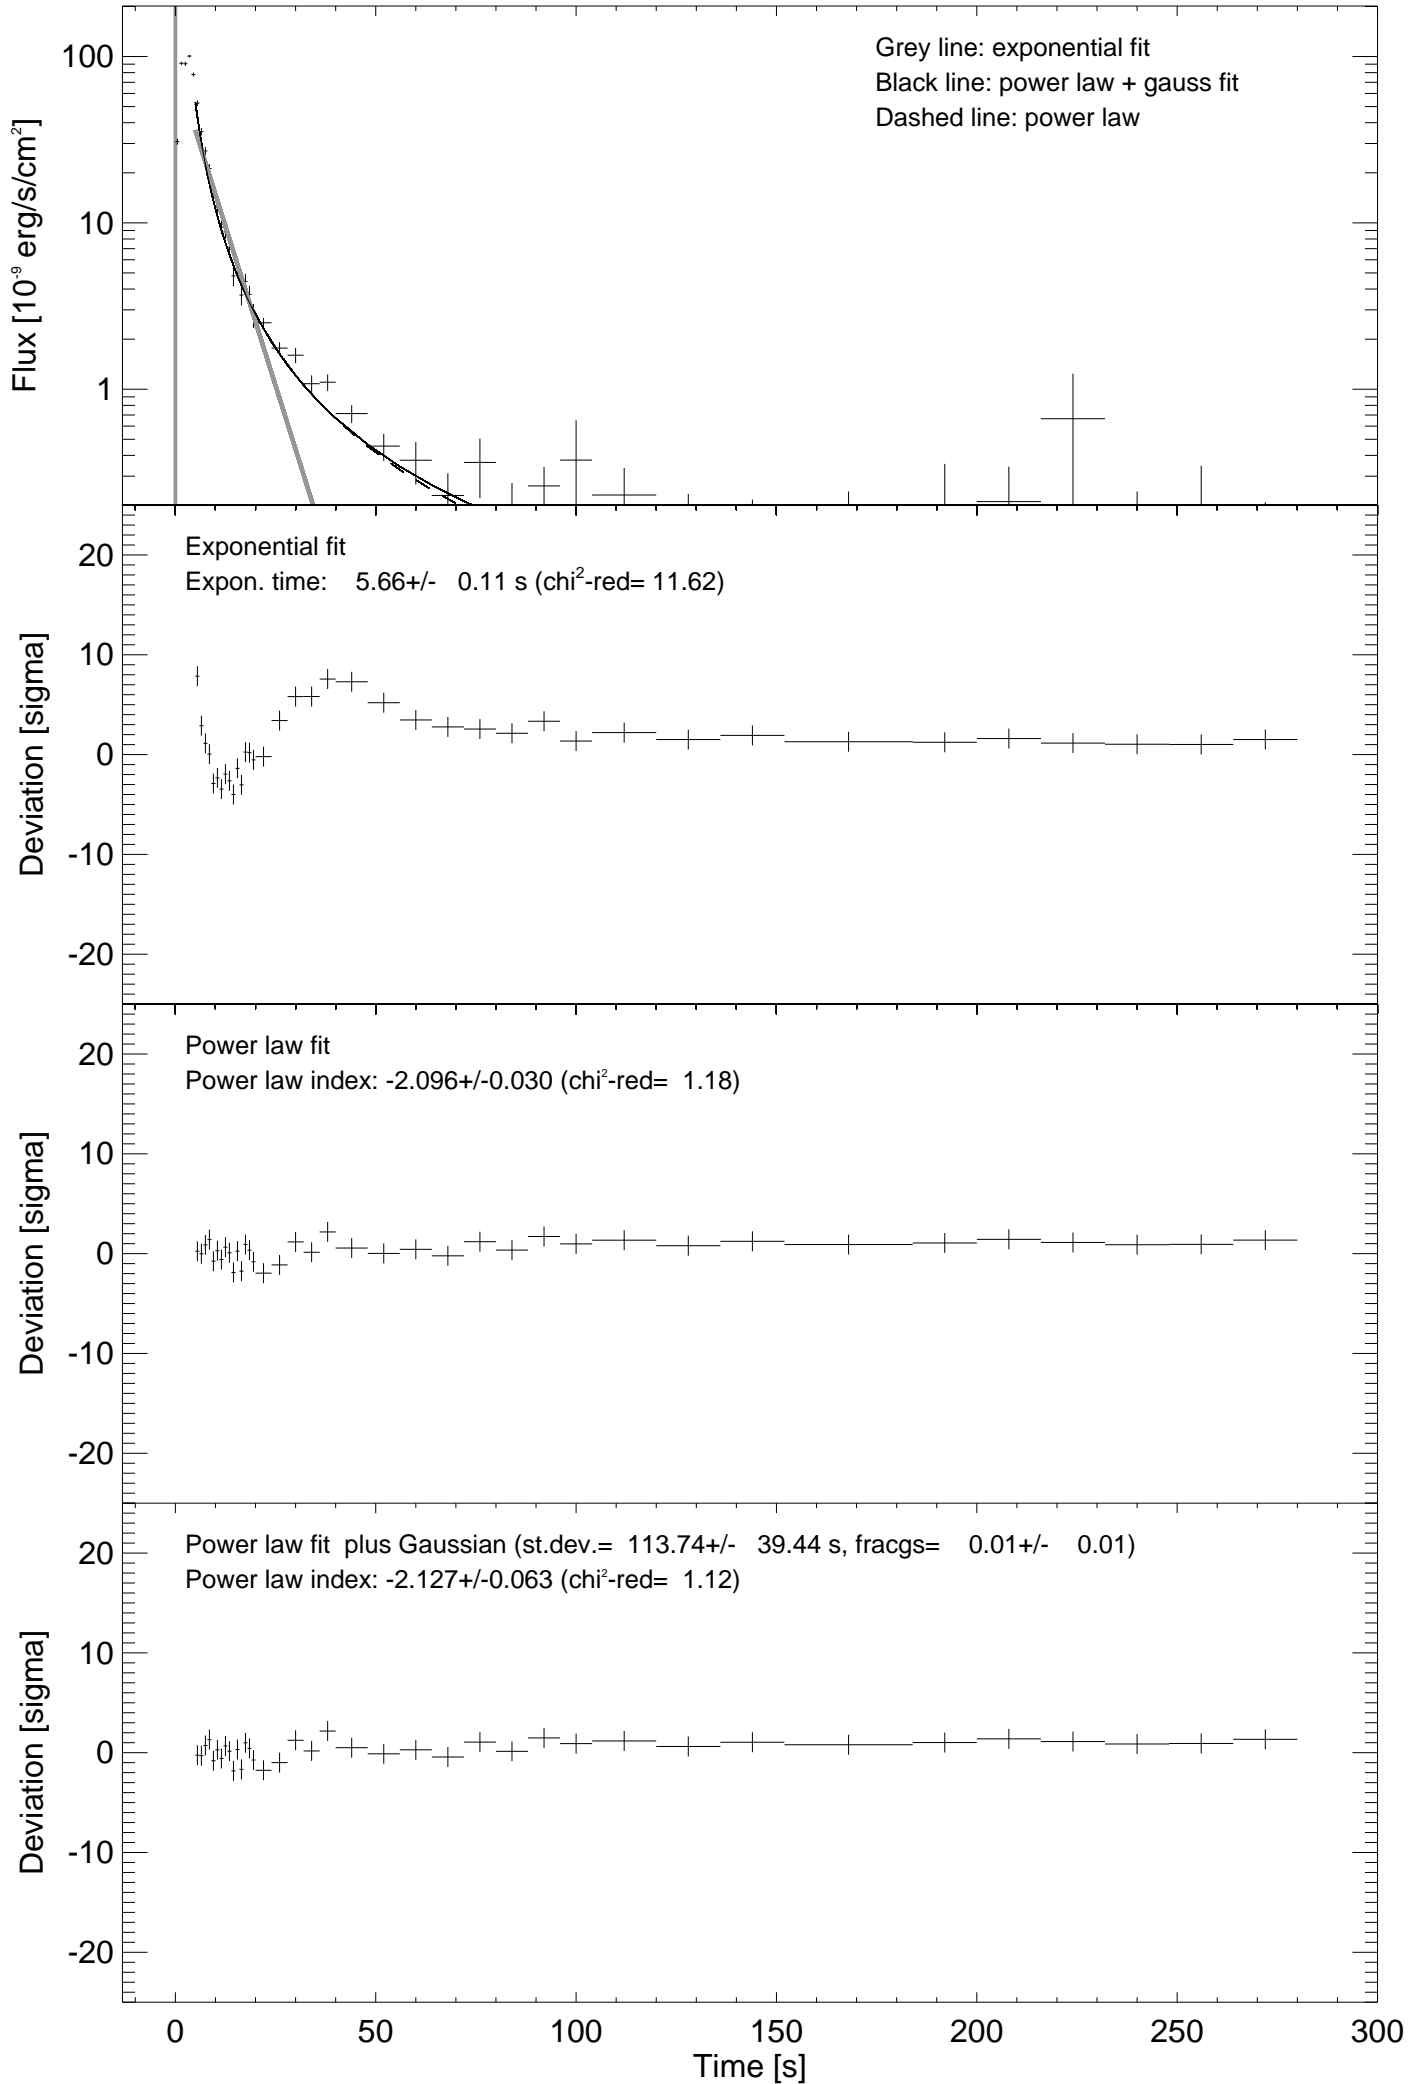 Grey line: exponential fit
Black line: power law + gauss fit
Dashed line: power law
100
10
1
Flux [10⁻⁹ erg/s/cm²]
Exponential fit
Expon. time: 5.66+/- 0.11 s (chi²-red= 11.62)
20
10
0
-10
-20
Deviation [sigma]
Power law fit
Power law index: -2.096+/-0.030 (chi²-red= 1.18)
20
10
0
-10
-20
Deviation [sigma]
Power law fit plus Gaussian (st.dev.= 113.74+/- 39.44 s, fracgs= 0.01+/- 0.01)
Power law index: -2.127+/-0.063 (chi²-red= 1.12)
20
10
0
-10
-20
Deviation [sigma]
0 50 100 150 200 250 300
Time [s]